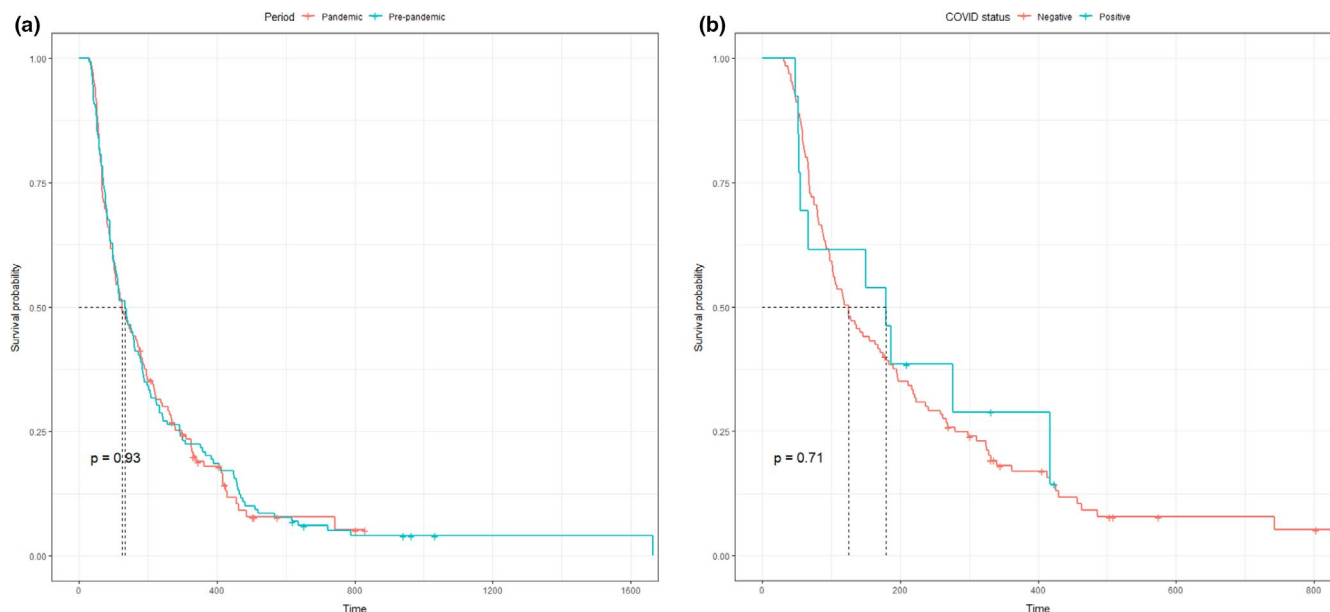 (a)
Period Pandemic Pre-pandemic
1.00
0.75
0.50
0.25
0.00
Survival probability
p = 0.93
0 400 800 1200 1600
Time
(b)
COVID status Negative Positive
1.00
0.75
0.50
0.25
0.00
Survival probability
p = 0.71
0 200 400 600 800
Time